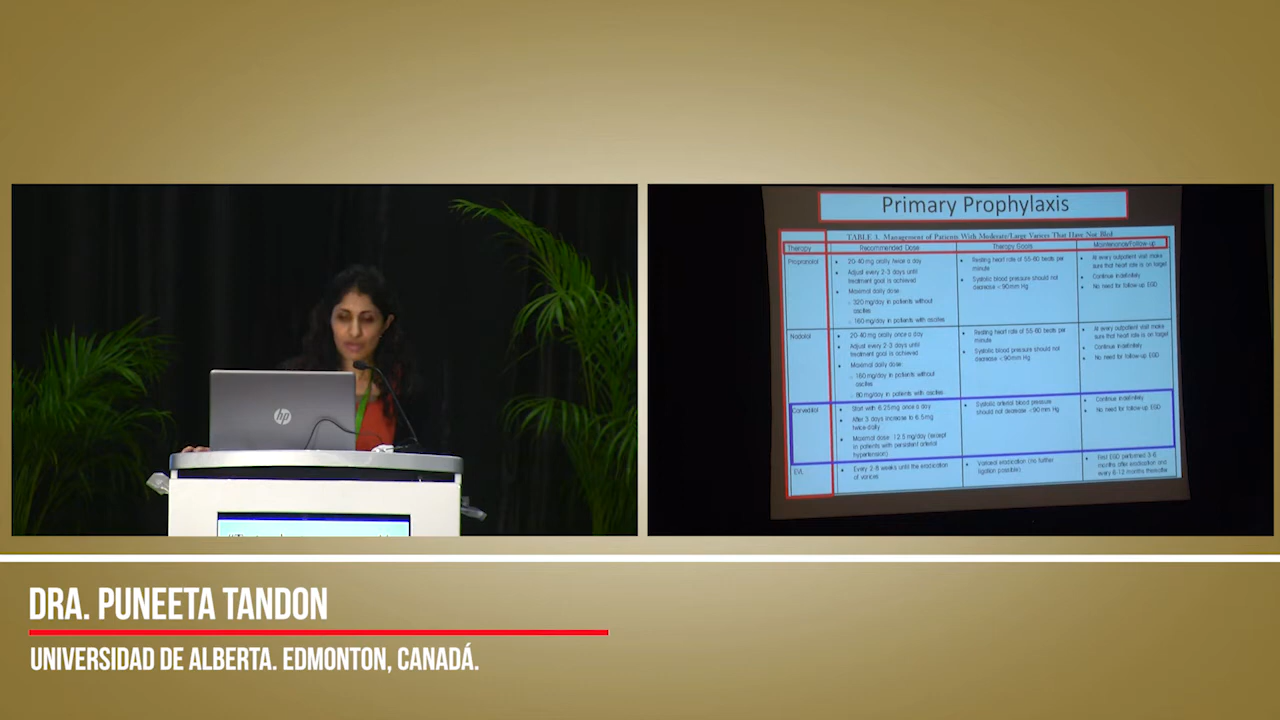 hp
Primary Prophylaxis
TABLE 3. Management of Patients With Moderate/Large Varices That Have Not Bled
Therapy Recommended Dose Therapy Goals Maintenance/Follow-up
Propranolol
20-40 mg orally twice a day
Adjust every 2-3 days until
treatment goal is achieved
Maximal daily dose:
320 mg/day in patients without
ascites
160 mg/day in patients with ascites
Resting heart rate of 55-60 beats per
minute
Systolic blood pressure should not
decrease <90 mm Hg
At every outpatient visit make
sure that heart rate is on target
Continue indefinitely
No need for follow-up EGD
Nadolol
20-40 mg orally once a day
Adjust every 2-3 days until
treatment goal is achieved
Maximal daily dose:
160 mg/day in patients without
ascites
80 mg/day in patients with ascites
Resting heart rate of 55-60 beats per
minute
Systolic blood pressure should not
decrease <90 mm Hg
At every outpatient visit make
sure that heart rate is on target
Continue indefinitely
No need for follow-up EGD
Carvedilol
Start with 6.25 mg once a day
After 3 days increase to 6.5 mg
twice-daily
Maximal dose: 12.5 mg/day (except
in patients with persistent arterial
hypertension)
Systolic arterial blood pressure
should not decrease <90 mm Hg
Continue indefinitely
No need for follow-up EGD
EVL
Every 2-8 weeks until the eradication
of varices
Variceal eradication (no further
ligation possible)
First EGD performed 3-6
months after eradication and
every 6-12 months thereafter
DRA. PUNEETA TANDON
UNIVERSIDAD DE ALBERTA. EDMONTON, CANADÁ.